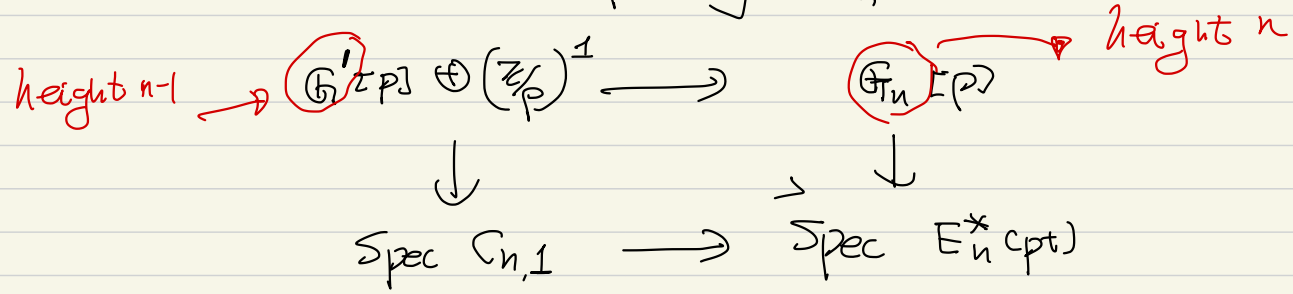 height n
height n-1 → 𝔾'[p] ⊕ (ℤ/p)^1 → 𝔾_n[p]
↓ ↓
Spec C_{n,1} → Spec E_n^*(pt)